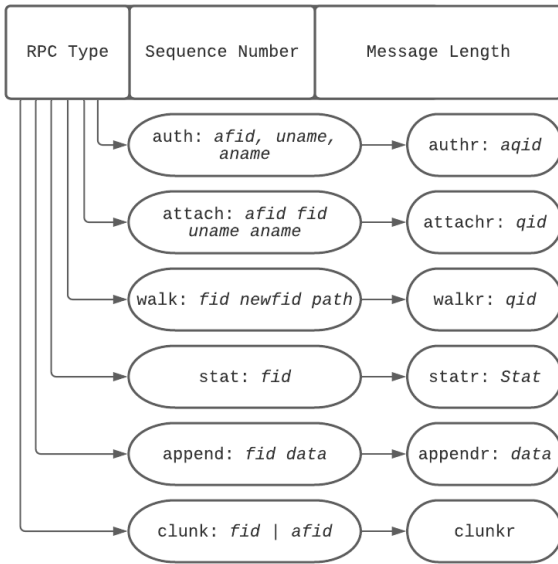 RPC Type Sequence Number Message Length
auth: afid, uname,
aname
authr: aqid
attach: afid fid
uname aname
attachr: qid
walk: fid newfid path
walkr: qid
stat: fid
statr: Stat
append: fid data
appendr: data
clunk: fid | afid
clunkr